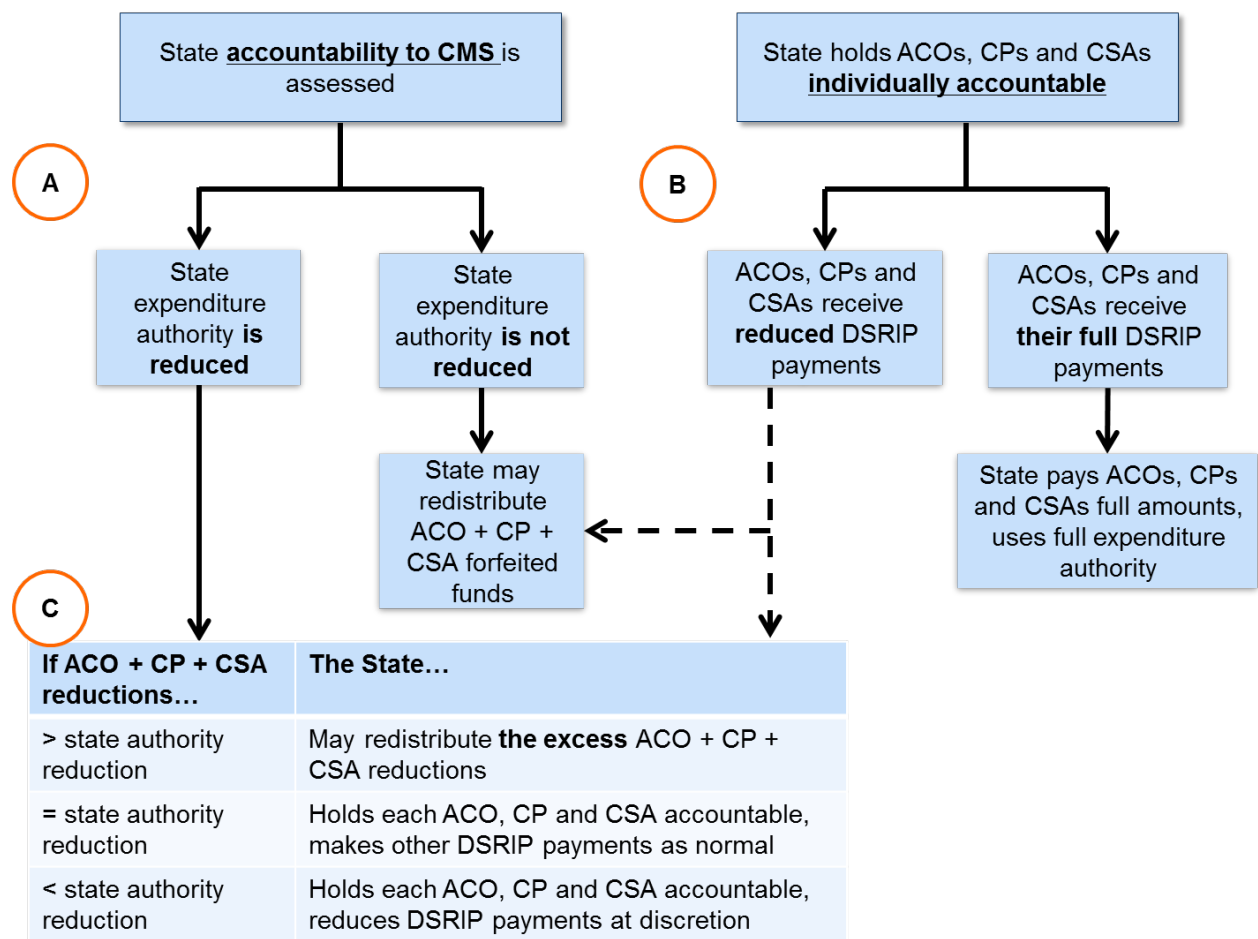 State accountability to CMS is
assessed
State holds ACOs, CPs and CSAs
individually accountable
A
B
State
expenditure
authority is
reduced
State
expenditure
authority is not
reduced
ACOs, CPs and
CSAs receive
reduced DSRIP
payments
ACOs, CPs and
CSAs receive
their full DSRIP
payments
State may
redistribute
ACO + CP +
CSA forfeited
funds
State pays ACOs, CPs
and CSAs full amounts,
uses full expenditure
authority
C
If ACO + CP + CSA
reductions…
The State…
> state authority
reduction
May redistribute the excess ACO + CP +
CSA reductions
= state authority
reduction
Holds each ACO, CP and CSA accountable,
makes other DSRIP payments as normal
< state authority
reduction
Holds each ACO, CP and CSA accountable,
reduces DSRIP payments at discretion